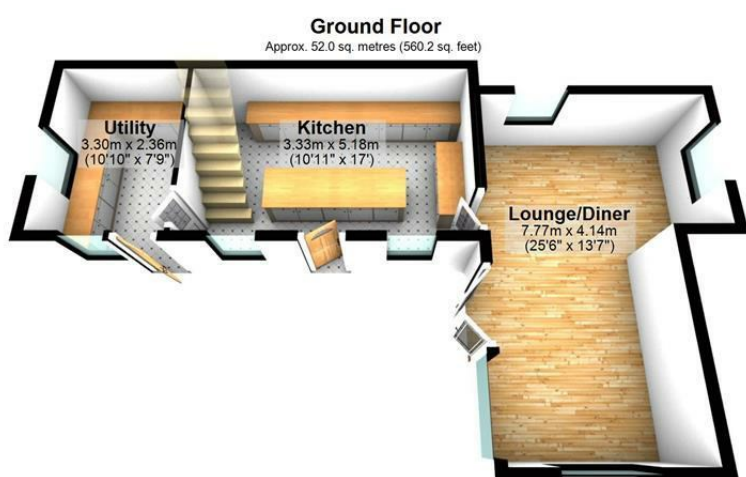 Ground Floor
Approx. 52.0 sq. metres (560.2 sq. feet)
Utility
3.30m x 2.36m
(10'10" x 7'9")
Kitchen
3.33m x 5.18m
(10'11" x 17')
Lounge/Diner
7.77m x 4.14m
(25'6" x 13'7")